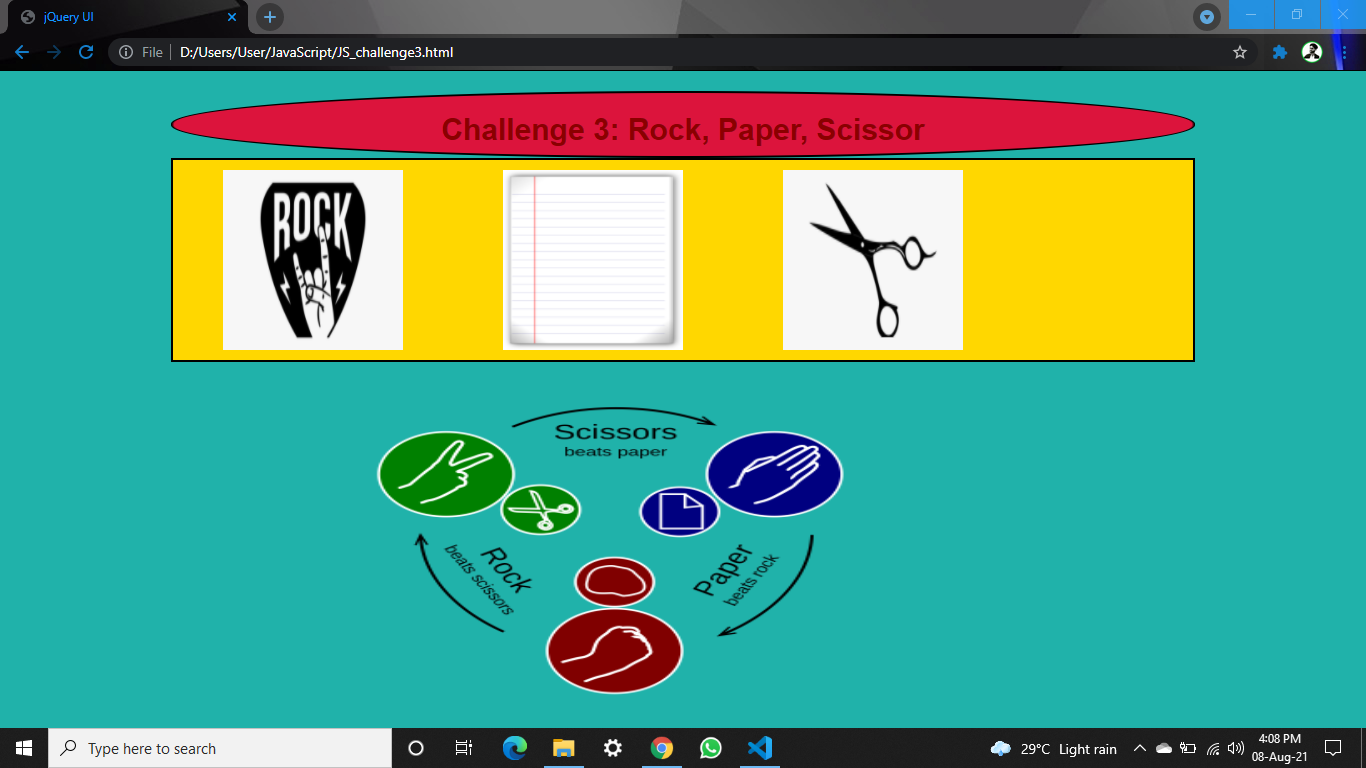 jQuery UI
File D:/Users/User/JavaScript/JS_challenge3.html
Challenge 3: Rock, Paper, Scissor
ROCK
Scissors
beats paper
Rock
beats scissors
Paper
beats rock
Type here to search
29°C Light rain
4:08 PM
08-Aug-21